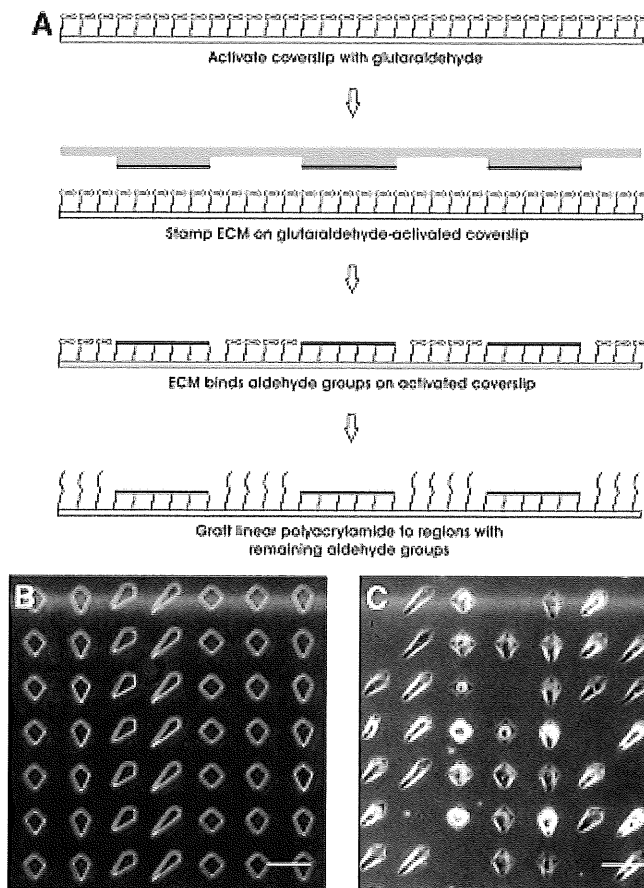 A
Activate coverslip with glutaraldehyde
Stamp ECM on glutaraldehyde-activated coverslip
ECM binds aldehyde groups on activated coverslip
Graft linear polyacrylamide to regions with
remaining aldehyde groups
B
C